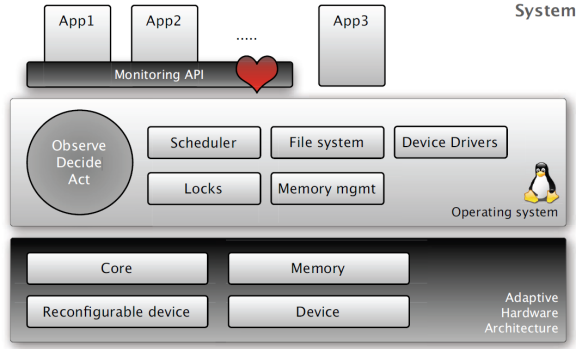 System
App1 App2 ..... App3
Monitoring API
Observe
Decide
Act
Scheduler File system Device Drivers
Locks Memory mgmt
Operating system
Core Memory
Reconfigurable device Device
Adaptive
Hardware
Architecture